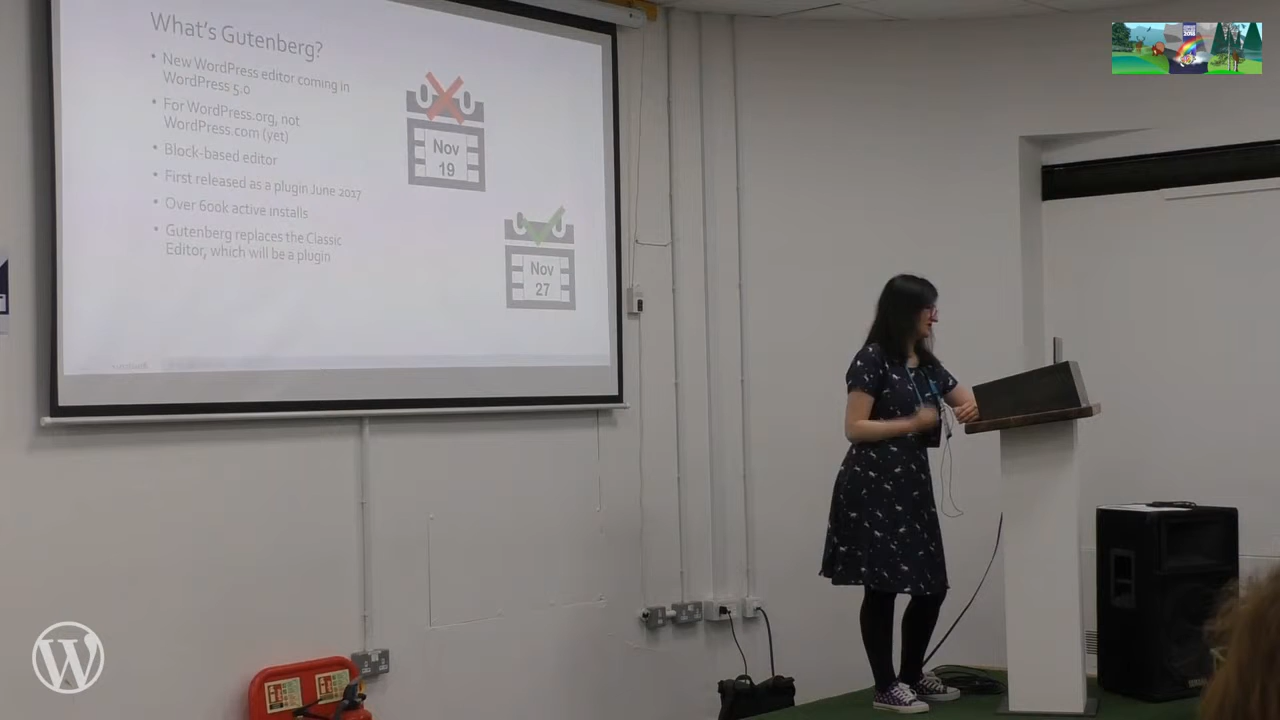 What's Gutenberg?
• New WordPress editor coming in
WordPress 5.0
• For WordPress.org, not
WordPress.com (yet)
• Block-based editor
• First released as a plugin June 2017
• Over 600k active installs
• Gutenberg replaces the Classic
Editor, which will be a plugin
Nov
19
Nov
27